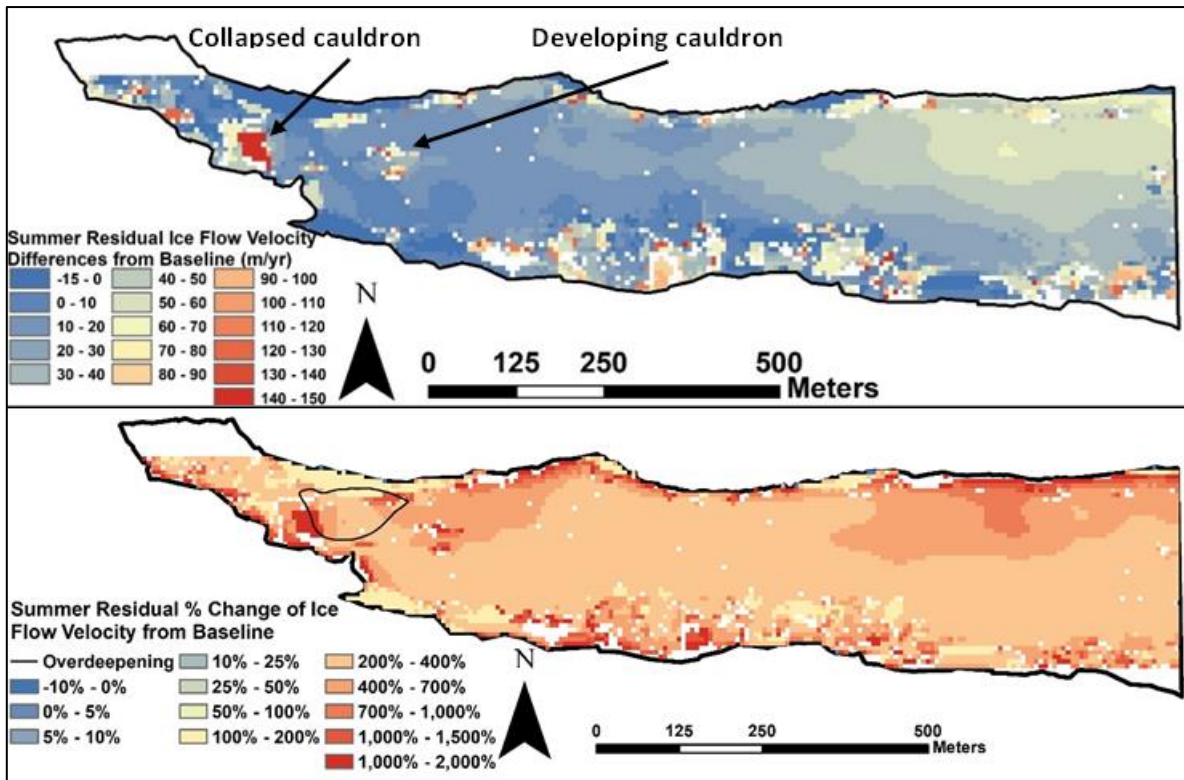 Collapsed cauldron
Developing cauldron
Summer Residual Ice Flow Velocity
Differences from Baseline (m/yr)
-15 - 0
40 - 50
90 - 100
0 - 10
50 - 60
100 - 110
10 - 20
60 - 70
110 - 120
20 - 30
70 - 80
120 - 130
30 - 40
80 - 90
130 - 140
140 - 150
N
0 125 250 500
Meters
Summer Residual % Change of Ice
Flow Velocity from Baseline
Overdeepening
10% - 25%
200% - 400%
-10% - 0%
25% - 50%
400% - 700%
0% - 5%
50% - 100%
700% - 1,000%
5% - 10%
100% - 200%
1,000% - 1,500%
1,000% - 2,000%
N
0 125 250 500
Meters